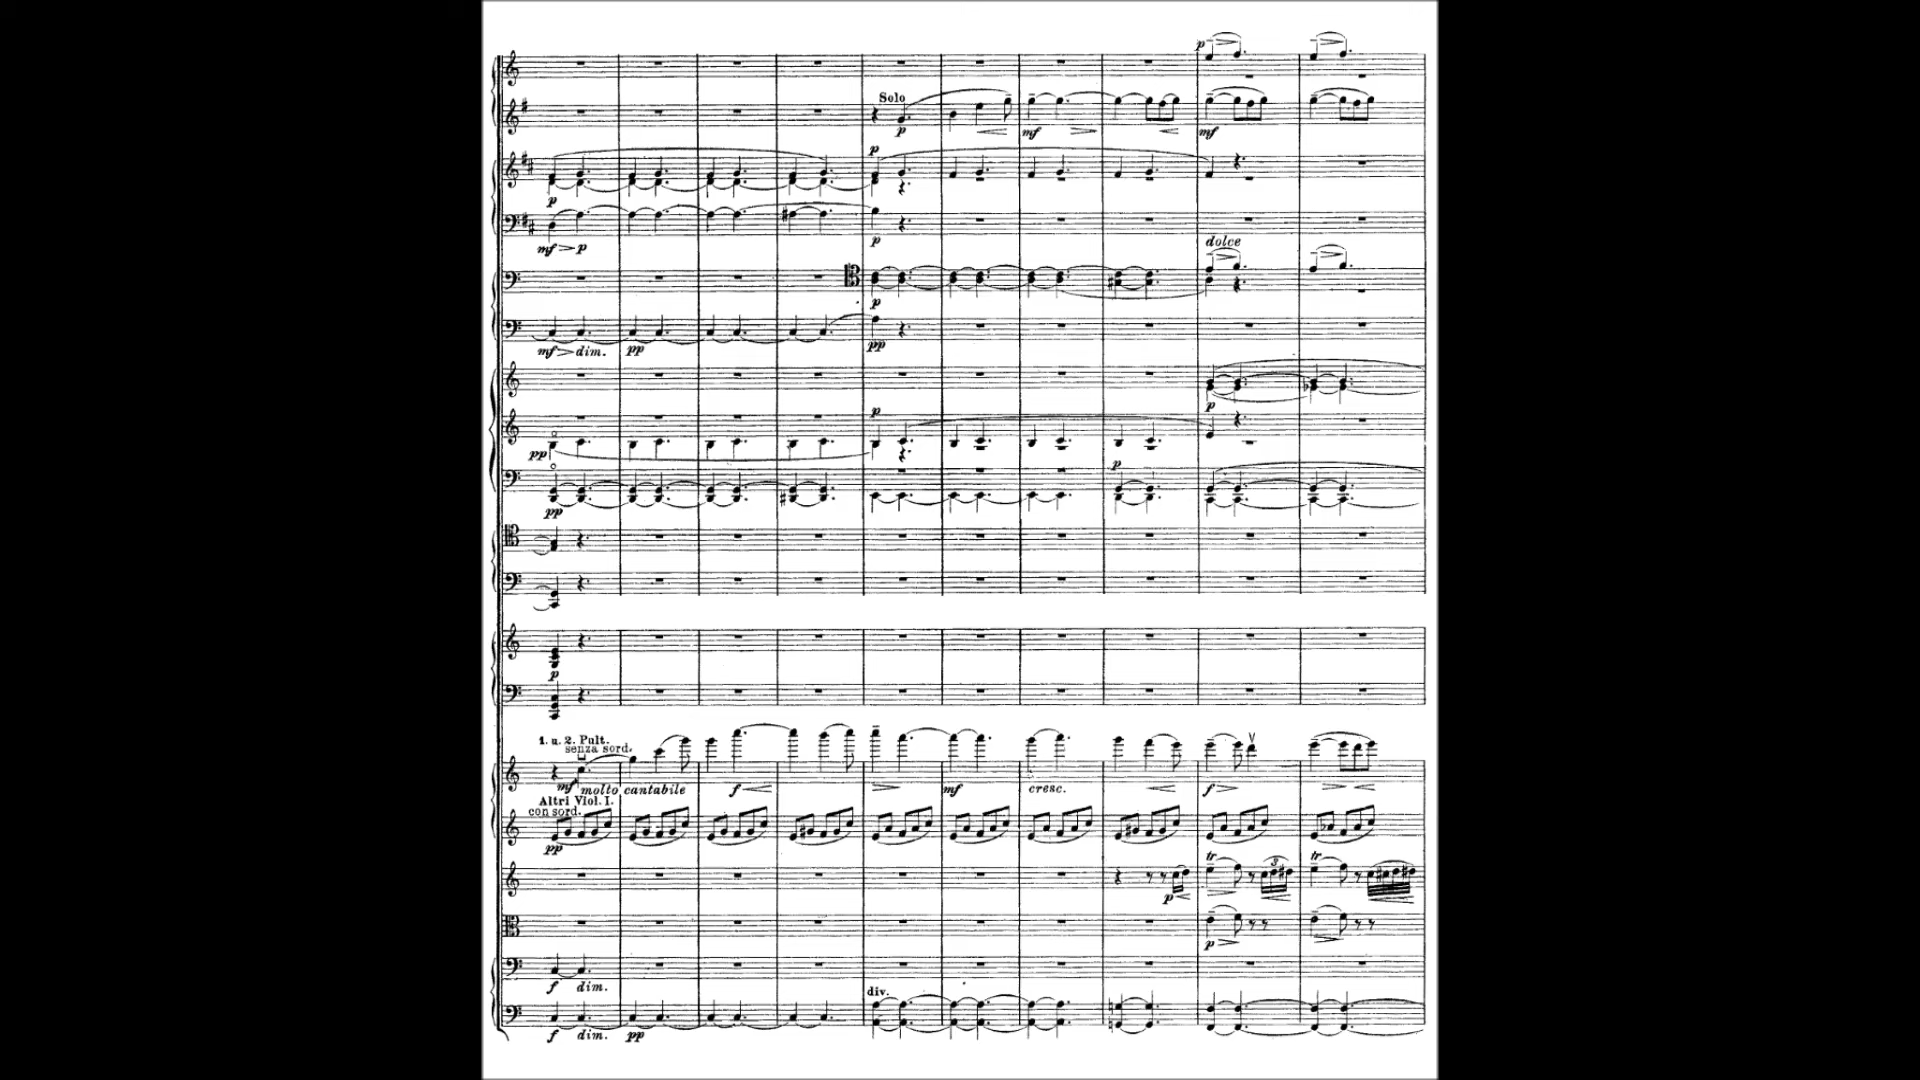 p
Solo
p mf mf
p
p
mf p p
dolce
p
mf dim. pp pp
p
p
pp
p
pp
p
1. u. 2. Pult.
senza sord.
mf molto cantabile f mf cresc. f
Altri Viol. I.
con sord.
pp
tr 3 tr
p
p
f dim.
div.
f dim. pp